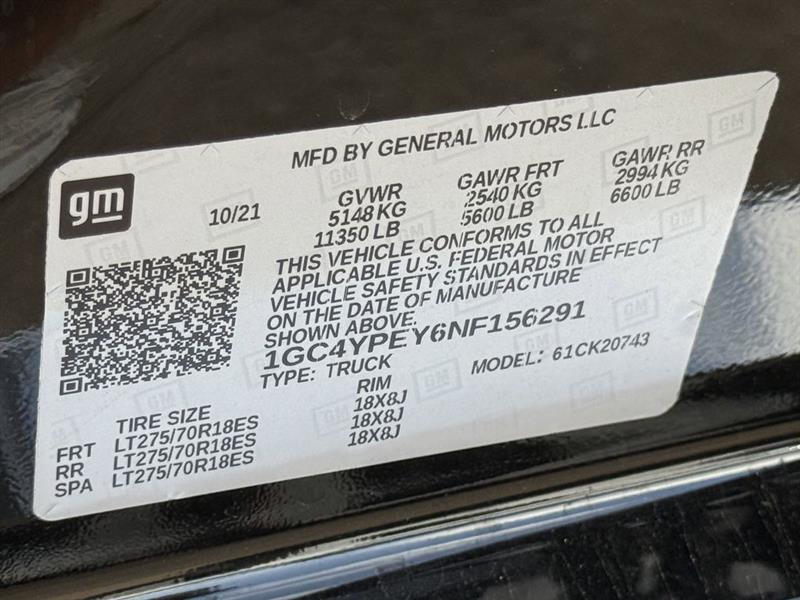 MFD BY GENERAL MOTORS LLC
gm
10/21
GVWR
5148 KG
11350 LB
GAWR FRT
2540 KG
5600 LB
GAWR RR
2994 KG
6600 LB
THIS VEHICLE CONFORMS TO ALL
APPLICABLE U.S. FEDERAL MOTOR
VEHICLE SAFETY STANDARDS IN EFFECT
ON THE DATE OF MANUFACTURE
SHOWN ABOVE.
1GC4YPEY6NF156291
TYPE: TRUCK
MODEL: 61CK20743
TIRE SIZE
RIM
FRT LT275/70R18ES 18X8J
RR LT275/70R18ES 18X8J
SPA LT275/70R18ES 18X8J